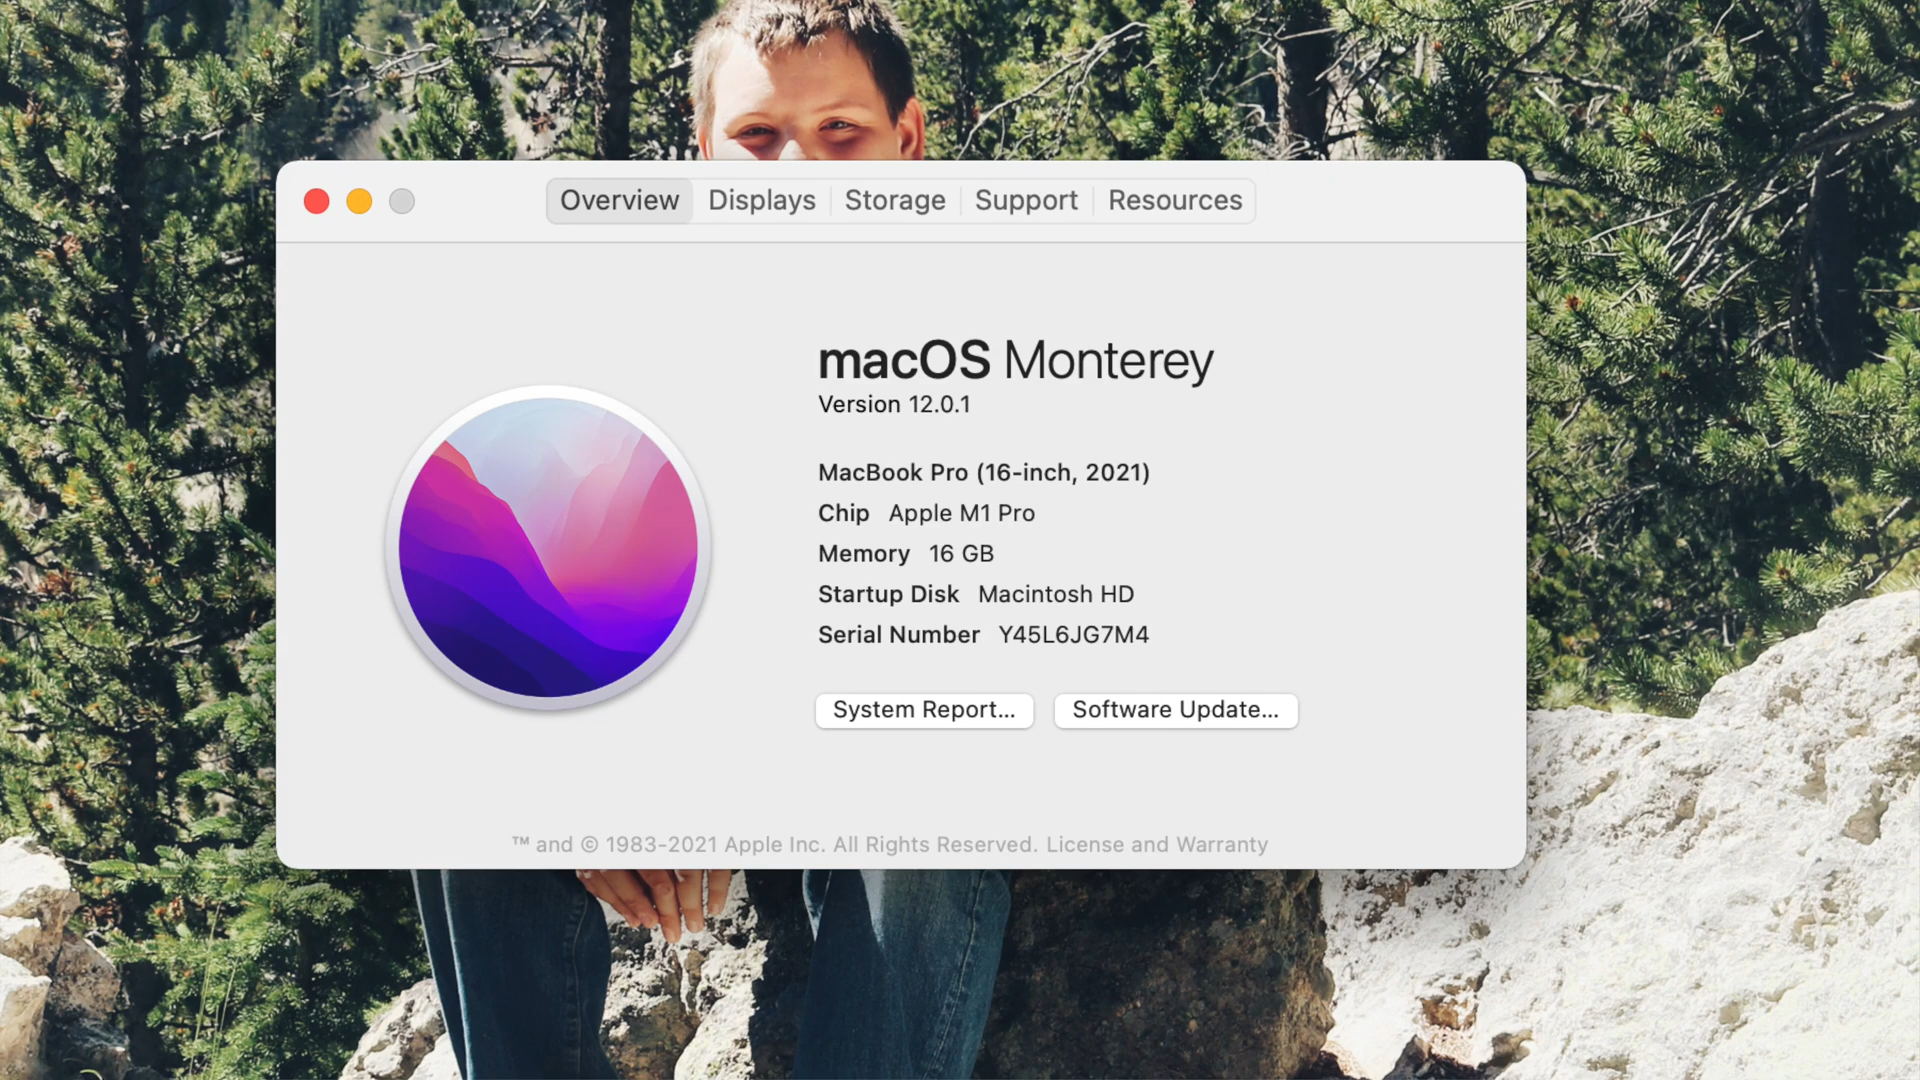 Overview Displays Storage Support Resources
macOS Monterey
Version 12.0.1
MacBook Pro (16-inch, 2021)
Chip Apple M1 Pro
Memory 16 GB
Startup Disk Macintosh HD
Serial Number Y45L6JG7M4
System Report... Software Update...
™ and © 1983-2021 Apple Inc. All Rights Reserved. License and Warranty